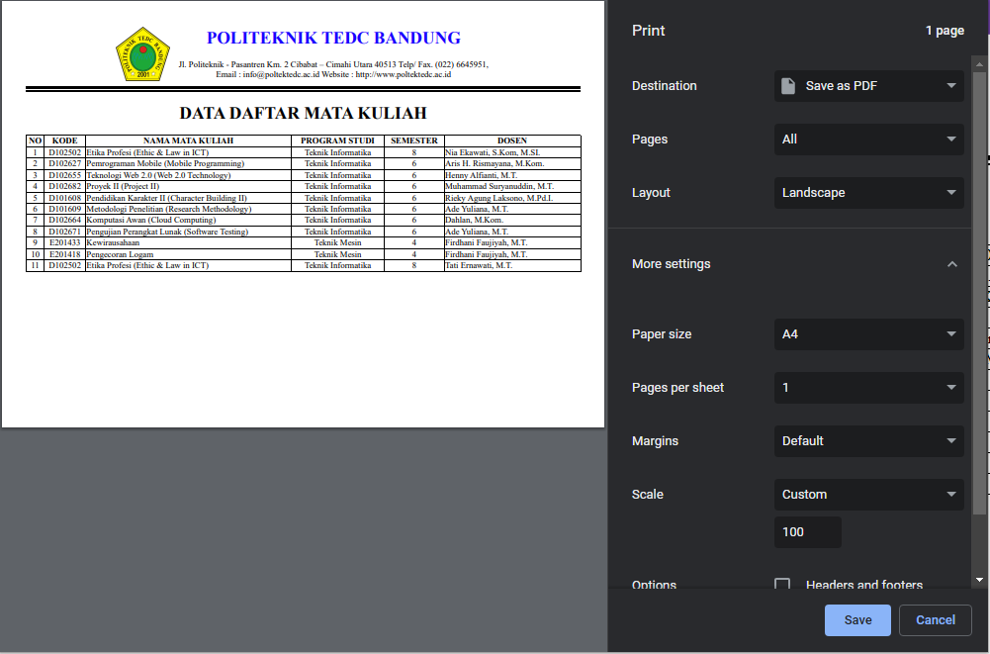 POLITEKNIK TEDC BANDUNG
Jl. Politeknik - Pasantren Km. 2 Cibabat – Cimahi Utara 40513 Telp/ Fax. (022) 6645951,
Email : info@poltektedc.ac.id Website : http://www.poltektedc.ac.id
POLITEKNIK TEDC BANDUNG
2001
DATA DAFTAR MATA KULIAH
NO KODE NAMA MATA KULIAH PROGRAM STUDI SEMESTER DOSEN
1 D102502 Etika Profesi (Ethic & Law in ICT) Teknik Informatika 8 Nia Ekawati, S.Kom, M.SI.
2 D102627 Pemrograman Mobile (Mobile Programming) Teknik Informatika 6 Aris H. Rismayana, M.Kom.
3 D102655 Teknologi Web 2.0 (Web 2.0 Technology) Teknik Informatika 6 Henny Alfianti, M.T.
4 D102682 Proyek II (Project II) Teknik Informatika 6 Muhammad Suryanuddin, M.T.
5 D101608 Pendidikan Karakter II (Character Building II) Teknik Informatika 6 Rieky Agung Laksono, M.Pd.I.
6 D101609 Metodologi Penelitian (Research Methodology) Teknik Informatika 6 Ade Yuliana, M.T.
7 D102664 Komputasi Awan (Cloud Computing) Teknik Informatika 6 Dahlan, M.Kom.
8 D102671 Pengujian Perangkat Lunak (Software Testing) Teknik Informatika 6 Ade Yuliana, M.T.
9 E201433 Kewirausahaan Teknik Mesin 4 Firdhani Faujiyah, M.T.
10 E201418 Pengecoran Logam Teknik Mesin 4 Firdhani Faujiyah, M.T.
11 D102502 Etika Profesi (Ethic & Law in ICT) Teknik Informatika 8 Tati Ernawati, M.T.
Print 1 page
Destination Save as PDF
Pages All
Layout Landscape
More settings
Paper size A4
Pages per sheet 1
Margins Default
Scale Custom
100
Options Headers and footers
Save Cancel